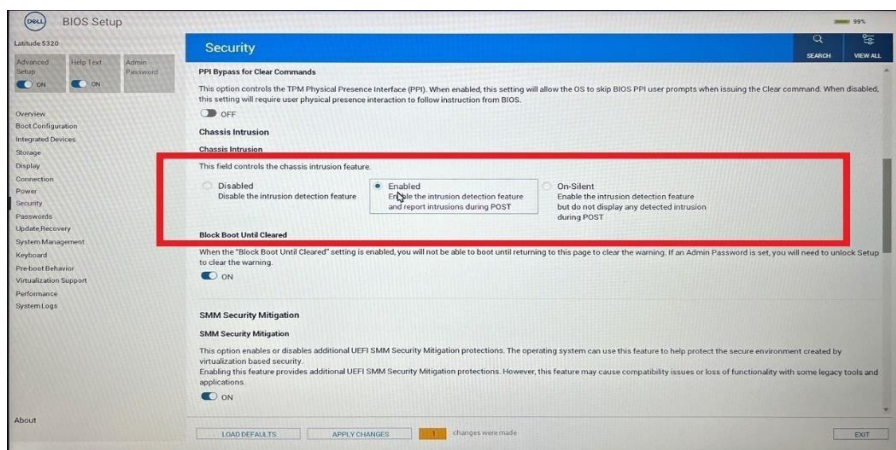 DELL BIOS Setup
99%
Latitude 5320
Advanced Setup
ON
Help Text
ON
Admin Password
Overview
Boot Configuration
Integrated Devices
Storage
Display
Connection
Power
Security
Passwords
Update,Recovery
System Management
Keyboard
Pre-boot Behavior
Virtualization Support
Performance
System Logs
About
Security
SEARCH
VIEW ALL
PPI Bypass for Clear Commands
This option controls the TPM Physical Presence Interface (PPI). When enabled, this setting will allow the OS to skip BIOS PPI user prompts when issuing the Clear command. When disabled,
this setting will require user physical presence interaction to follow instruction from BIOS.
OFF
Chassis Intrusion
Chassis Intrusion
This field controls the chassis intrusion feature.
Disabled
Disable the intrusion detection feature
Enabled
Enable the intrusion detection feature
and report intrusions during POST
On-Silent
Enable the intrusion detection feature
but do not display any detected intrusion
during POST
Block Boot Until Cleared
When the "Block Boot Until Cleared" setting is enabled, you will not be able to boot until returning to this page to clear the warning. If an Admin Password is set, you will need to unlock Setup
to clear the warning.
ON
SMM Security Mitigation
SMM Security Mitigation
This option enables or disables additional UEFI SMM Security Mitigation protections. The operating system can use this feature to help protect the secure environment created by
virtualization based security.
Enabling this feature provides additional UEFI SMM Security Mitigation protections. However, this feature may cause compatibility issues or loss of functionality with some legacy tools and
applications.
ON
LOAD DEFAULTS
APPLY CHANGES
1 changes were made
EXIT